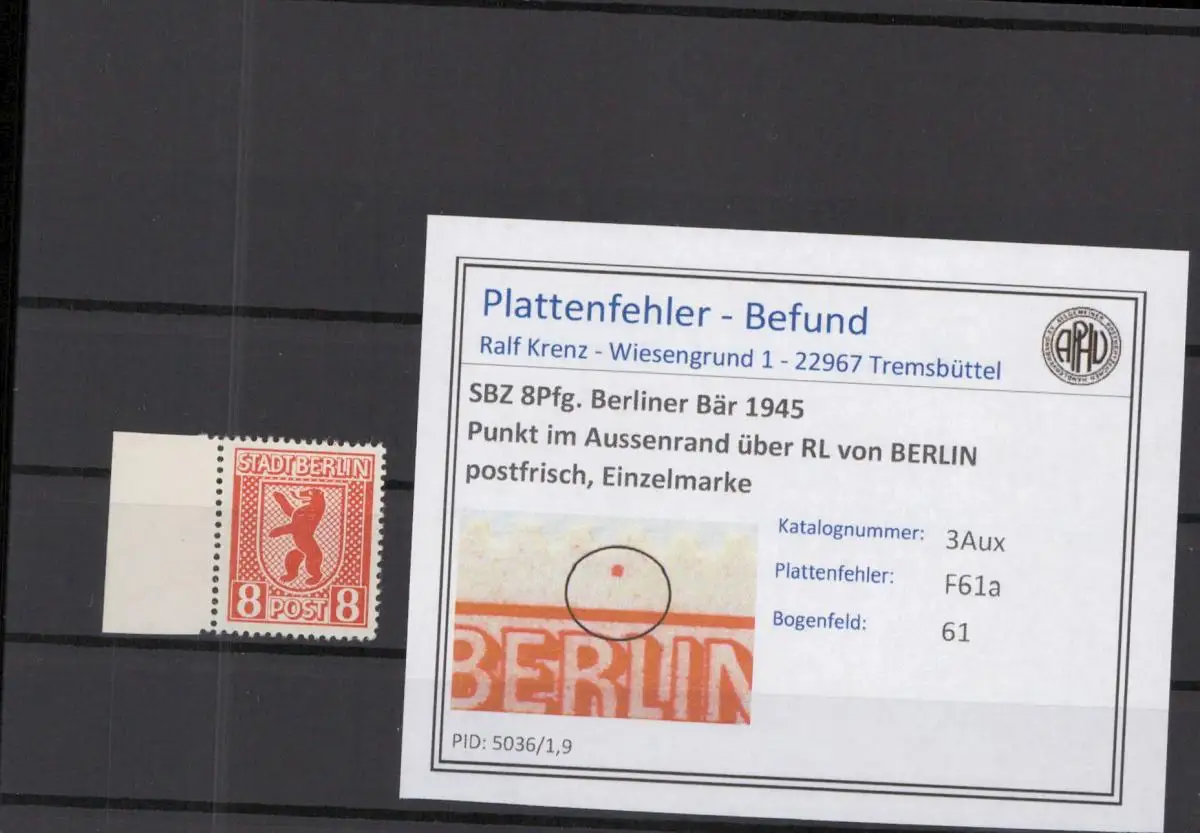 STADT BERLIN
8 POST 8
Plattenfehler - Befund
Ralf Krenz - Wiesengrund 1 - 22967 Tremsbüttel
APHV
SBZ 8Pfg. Berliner Bär 1945
Punkt im Aussenrand über RL von BERLIN
postfrisch, Einzelmarke
BERLIN
Katalognummer: 3Aux
Plattenfehler: F61a
Bogenfeld: 61
PID: 5036/1,9